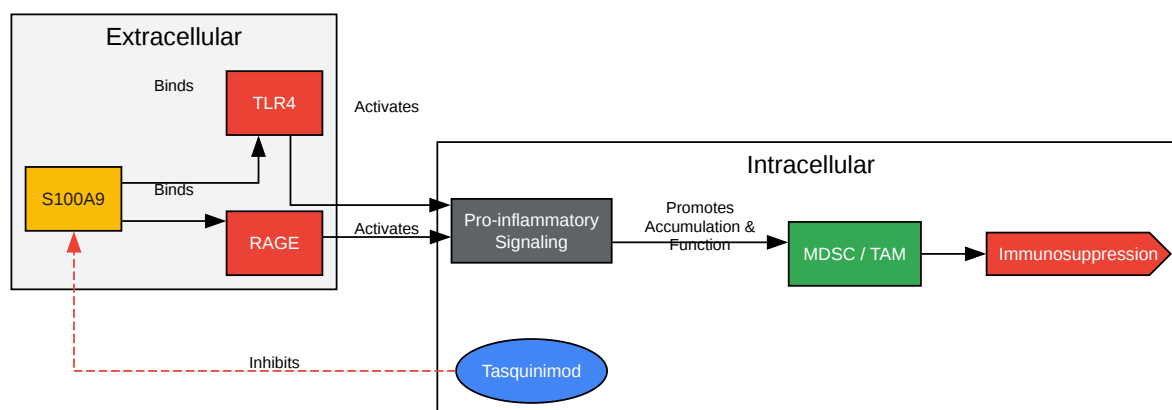 Extracellular
Binds
TLR4
Activates
Intracellular
S100A9
Binds
RAGE
Activates
Pro-inflammatory
Signaling
Promotes
Accumulation &
Function
MDSC / TAM
Immunosuppression
Inhibits
Tasquinimod